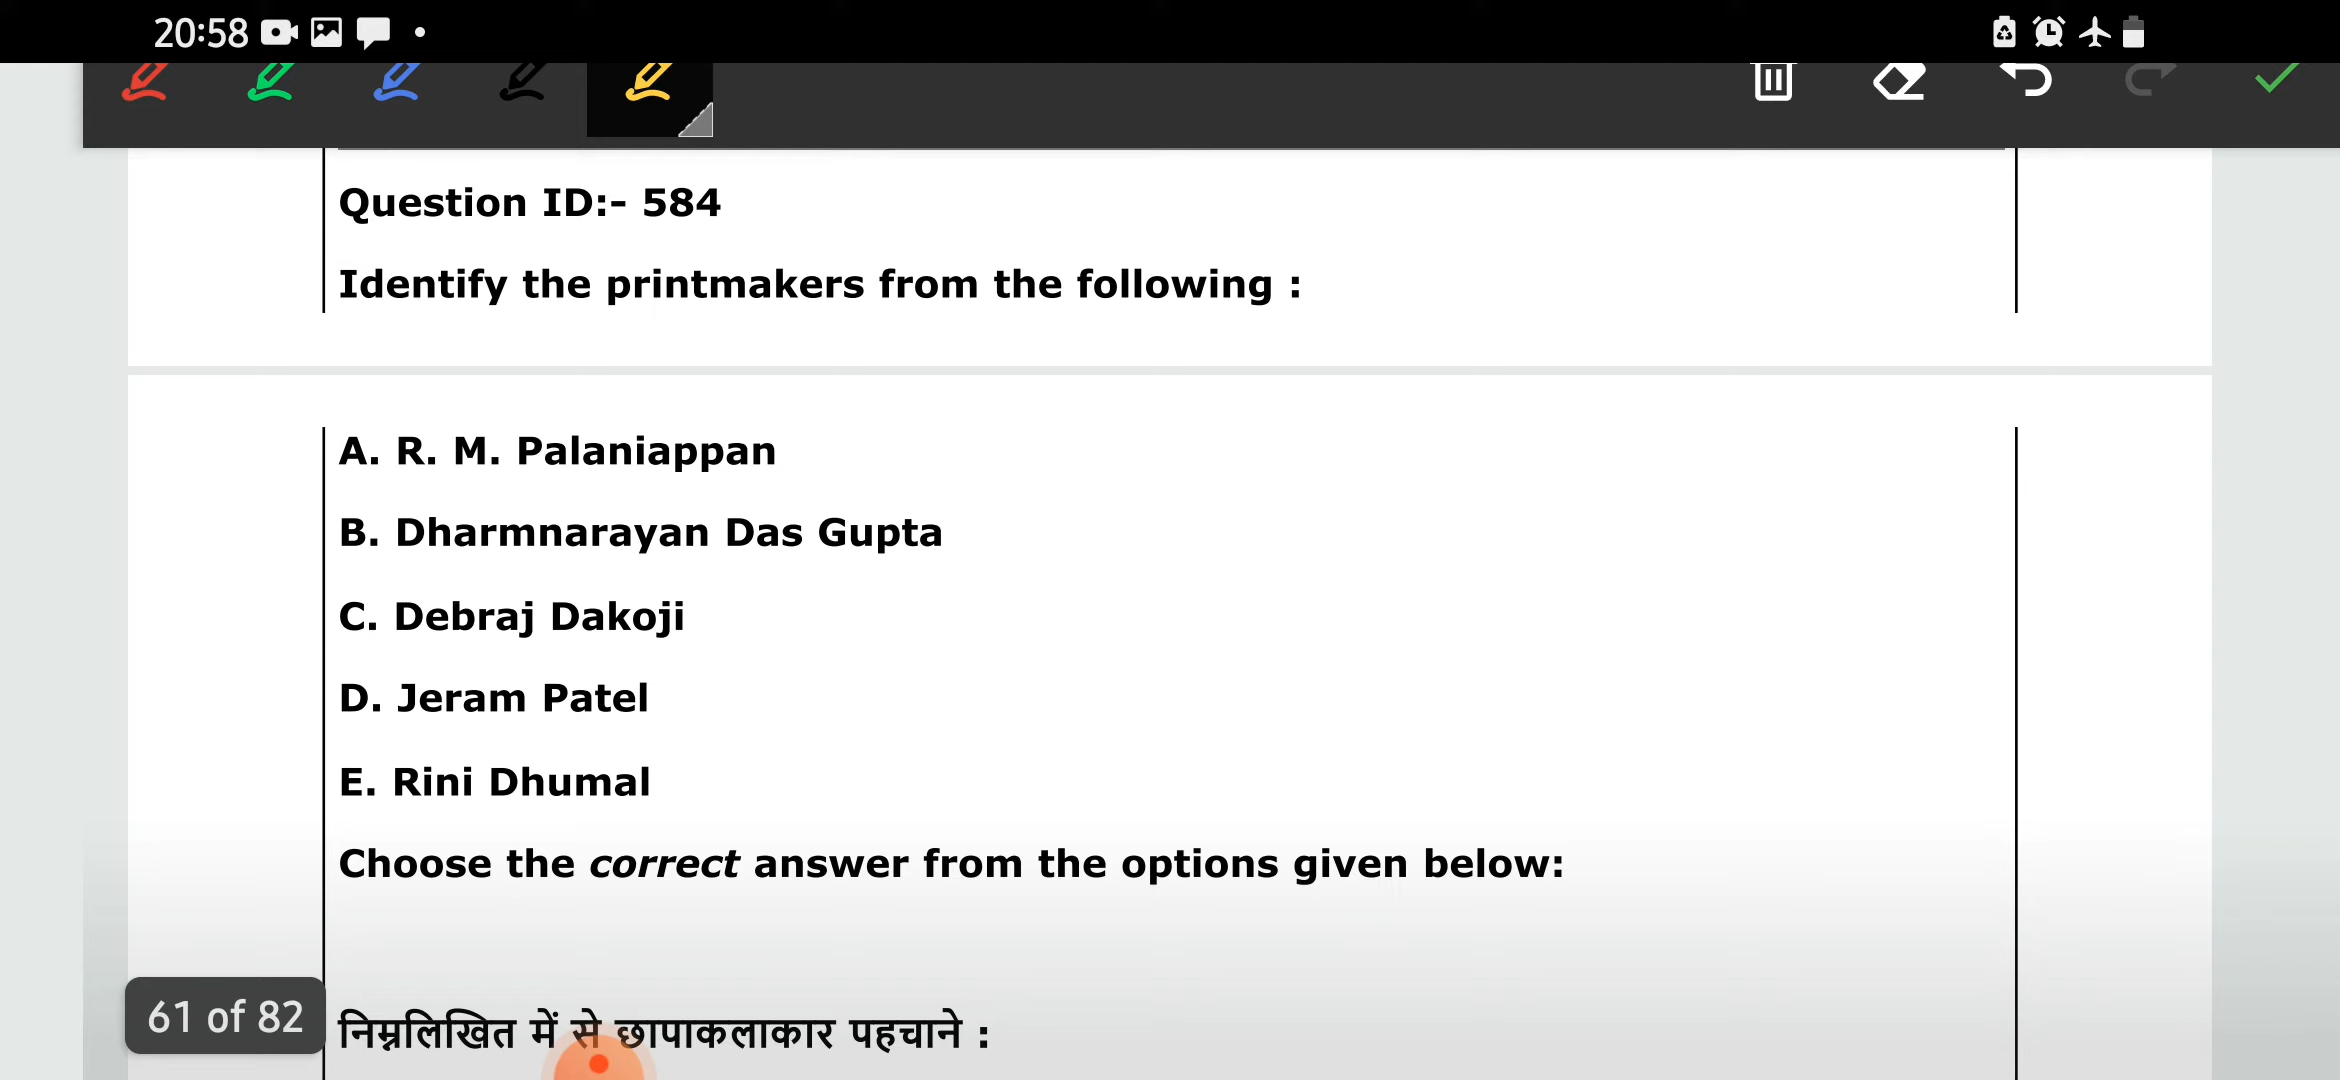 20:58
Question ID:- 584
Identify the printmakers from the following :
A. R. M. Palaniappan
B. Dharmnarayan Das Gupta
C. Debraj Dakoji
D. Jeram Patel
E. Rini Dhumal
Choose the correct answer from the options given below:
61 of 82
निम्नलिखित में से छापाकलाकार पहचाने :